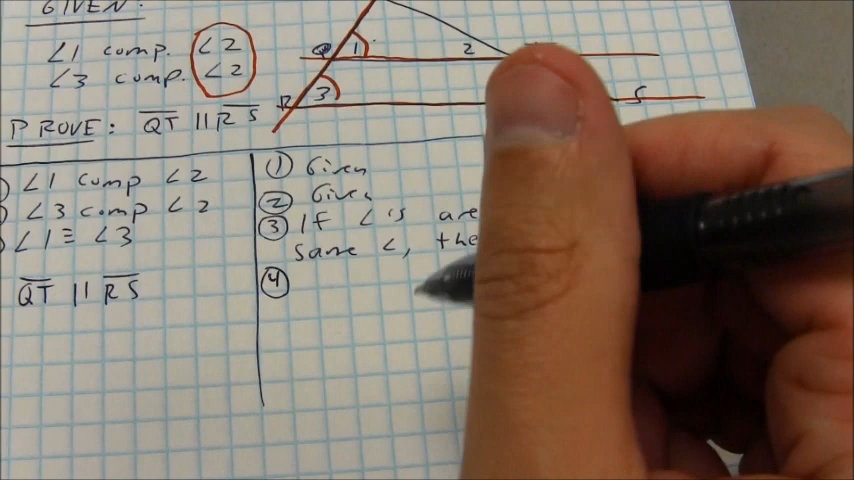 GIVEN:
∠1 comp. ∠2
∠3 comp. ∠2
PROVE: QT || RS
Q 1 2
R 3 S
∠1 comp ∠2
∠3 comp ∠2
∠1 ≅ ∠3
QT || RS
① Given
② Given
③ If ∠'s are
same ∠, the
④